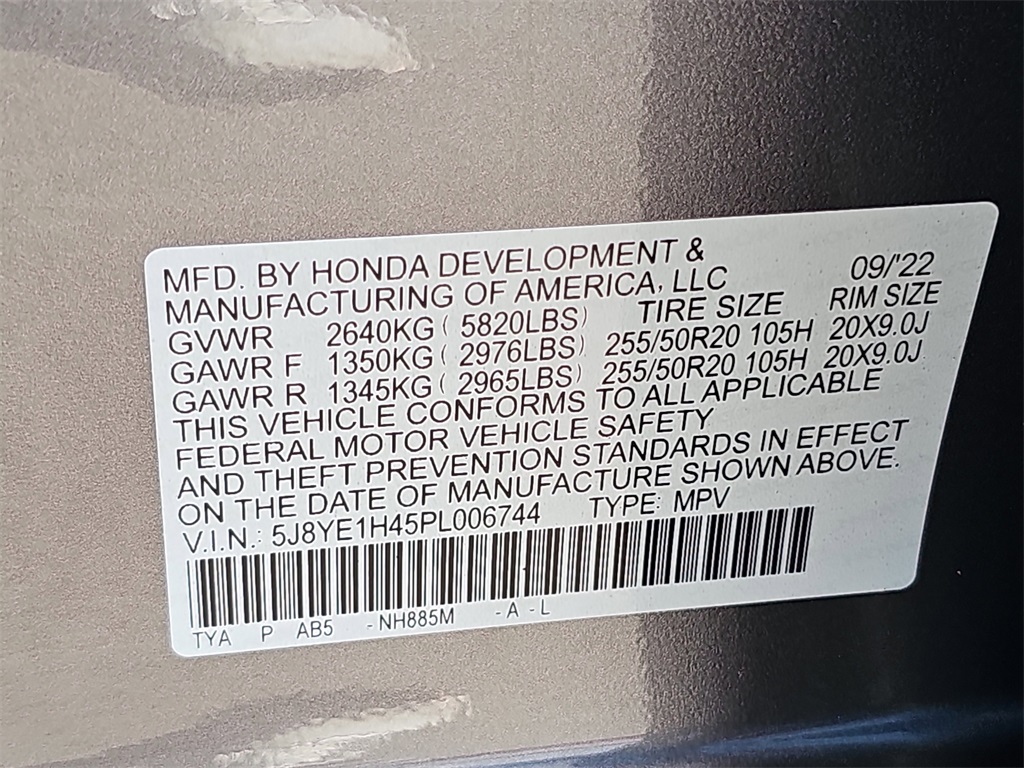 MFD. BY HONDA DEVELOPMENT & 09/'22
MANUFACTURING OF AMERICA, LLC
TIRE SIZE RIM SIZE
GVWR 2640KG ( 5820LBS)
GAWR F 1350KG ( 2976LBS) 255/50R20 105H 20X9.0J
GAWR R 1345KG ( 2965LBS) 255/50R20 105H 20X9.0J
THIS VEHICLE CONFORMS TO ALL APPLICABLE
FEDERAL MOTOR VEHICLE SAFETY
AND THEFT PREVENTION STANDARDS IN EFFECT
ON THE DATE OF MANUFACTURE SHOWN ABOVE.
V.I.N.: 5J8YE1H45PL006744 TYPE: MPV
TYA P AB5 - NH885M - A - L